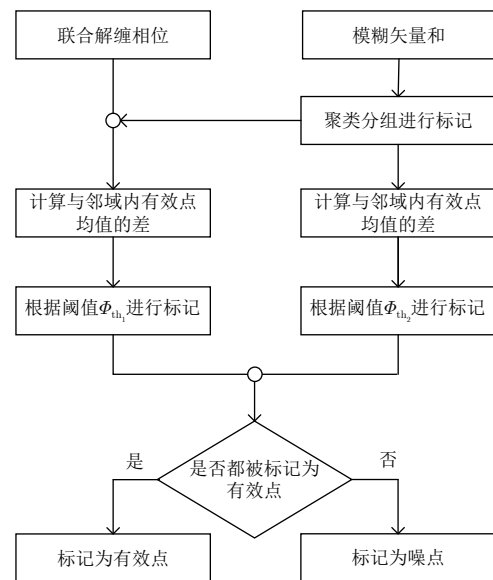 联合解缠相位
模糊矢量和
聚类分组进行标记
计算与邻域内有效点
均值的差
计算与邻域内有效点
均值的差
根据阈值Φth1进行标记
根据阈值Φth2进行标记
是否都被标记为
有效点
是
否
标记为有效点
标记为噪点